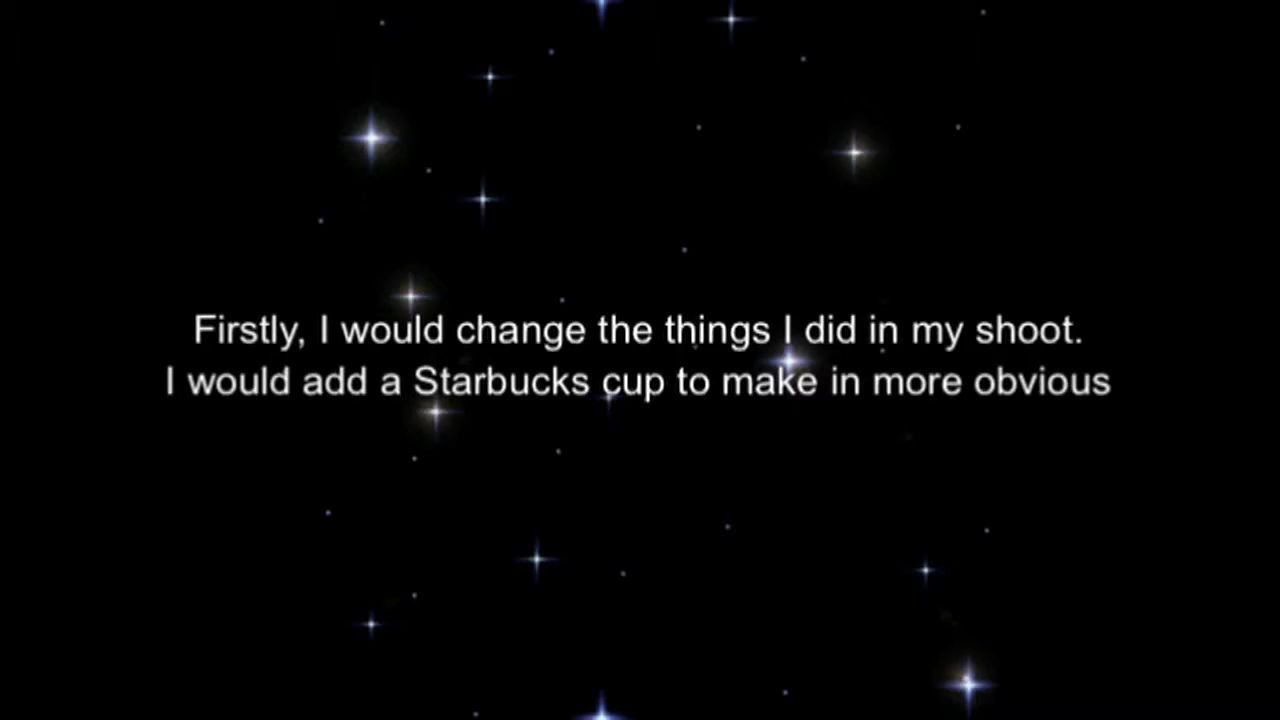 Firstly, I would change the things I did in my shoot.
I would add a Starbucks cup to make in more obvious